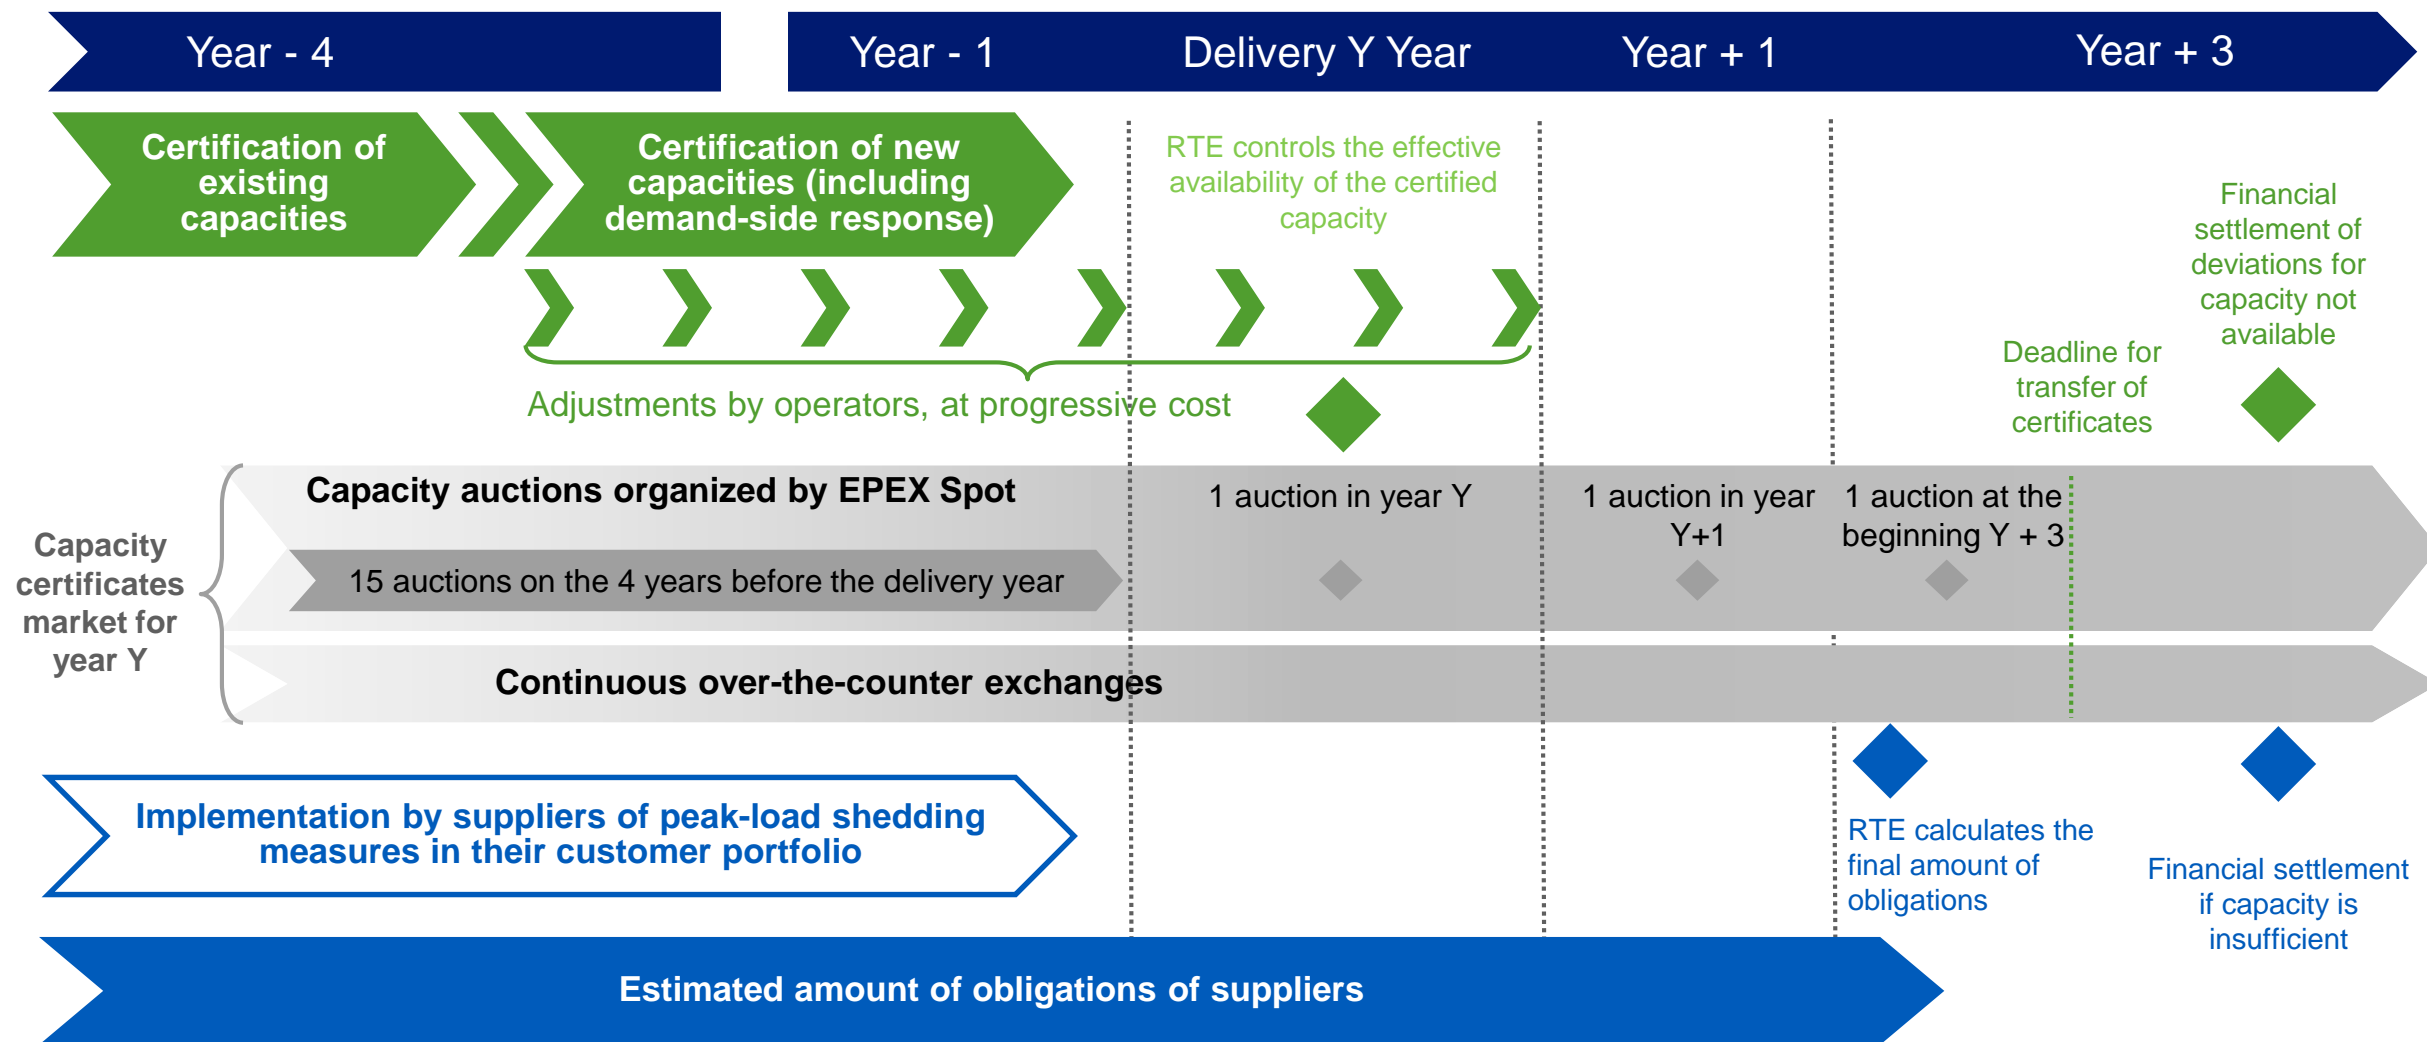 Year - 4
Year - 1
Delivery Y Year
Year + 1
Year + 3
Certification of
existing
capacities
Certification of new
capacities (including
demand-side response)
RTE controls the effective
availability of the certified
capacity
Financial
settlement of
deviations for
capacity not
available
Deadline for
transfer of
certificates
Adjustments by operators, at progressive cost
Capacity
certificates
market for
year Y
Capacity auctions organized by EPEX Spot
15 auctions on the 4 years before the delivery year
1 auction in year Y
1 auction in year
Y+1
1 auction at the
beginning Y + 3
Continuous over-the-counter exchanges
Implementation by suppliers of peak-load shedding
measures in their customer portfolio
RTE calculates the
final amount of
obligations
Financial settlement
if capacity is
insufficient
Estimated amount of obligations of suppliers